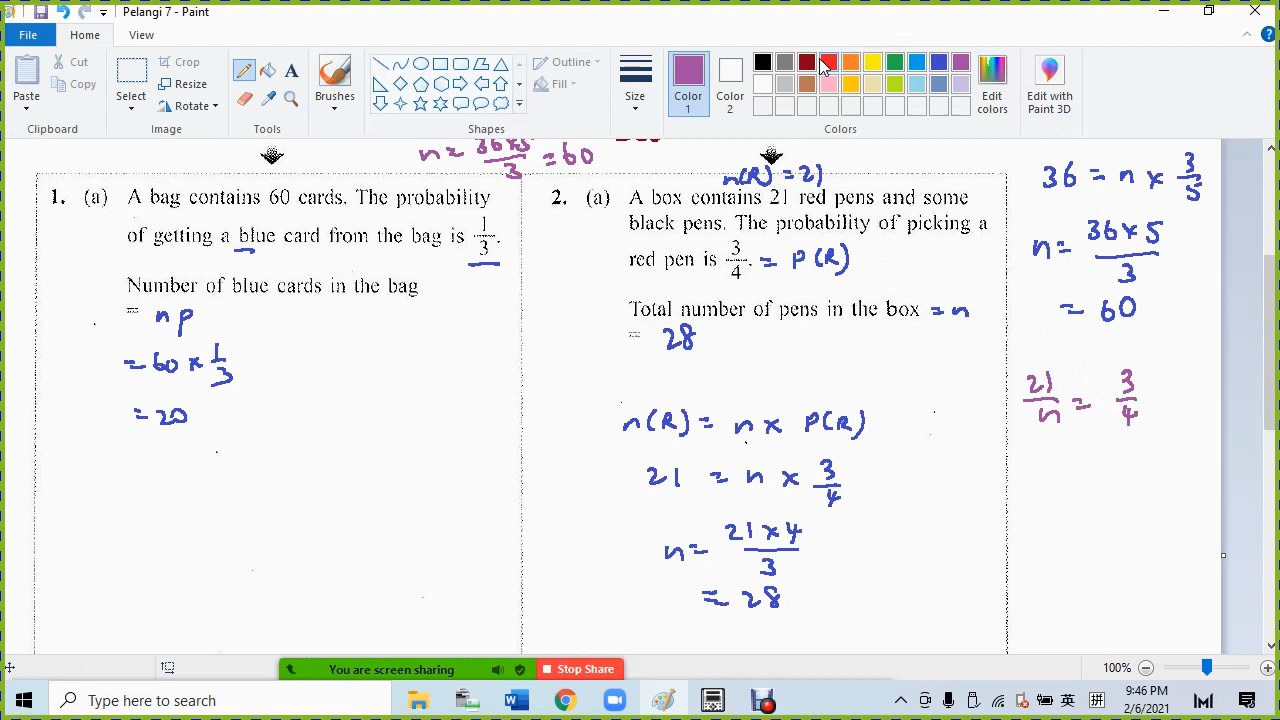 Pelangi 7 - Paint
File
Home
View
Paste
Cut
Copy
Clipboard
Select
Crop
Resize
Rotate
Image
A
Tools
Brushes
Outline
Fill
Shapes
Size
Color 1
Color 2
Colors
Edit colors
Edit with Paint 3D
n = 36×5/3 = 60
n(R) = 21
1. (a) A bag contains 60 cards. The probability
of getting a blue card from the bag is 1/3.
Number of blue cards in the bag
= np
= 60 × 1/3
= 20
2. (a) A box contains 21 red pens and some
black pens. The probability of picking a
red pen is 3/4. = P(R)
Total number of pens in the box = n
= 28
n(R) = n × P(R)
21 = n × 3/4
n = 21×4/3
= 28
36 = n × 3/5
n = 36×5/3
= 60
21/n = 3/4
100%
You are screen sharing
Stop Share
Type here to search
英
拼
9:46 PM
2/6/2021